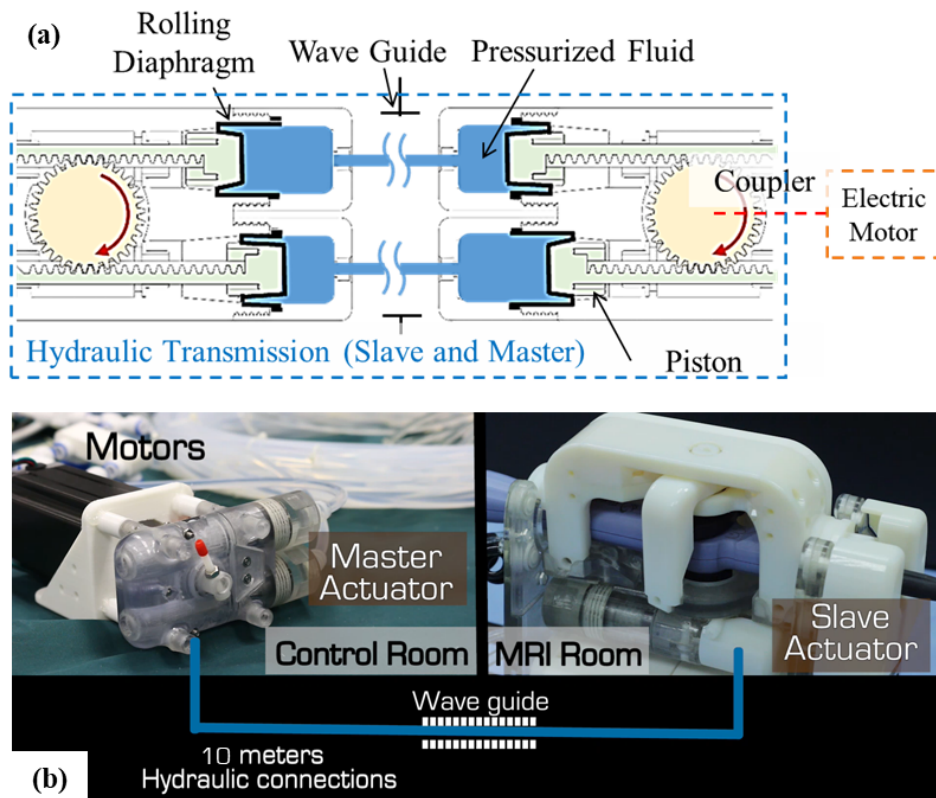 (a)
Rolling
Diaphragm
Wave Guide
Pressurized Fluid
Coupler
Electric
Motor
Hydraulic Transmission (Slave and Master)
Piston
Motors
Master
Actuator
Control Room
MRI Room
Slave
Actuator
Wave guide
10 meters
Hydraulic connections
(b)